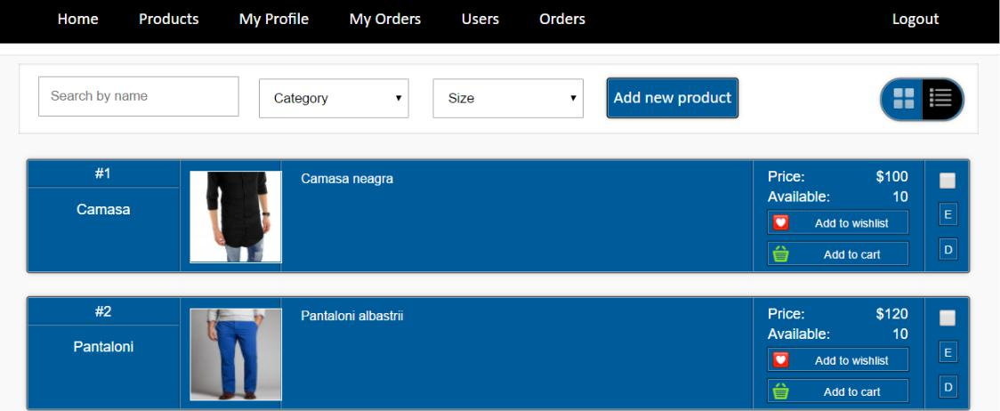 Home Products My Profile My Orders Users Orders Logout
Search by name Category Size Add new product
#1
Camasa
Camasa neagra
Price: $100
Available: 10
Add to wishlist
Add to cart
E
D
#2
Pantaloni
Pantaloni albastrii
Price: $120
Available: 10
Add to wishlist
Add to cart
E
D